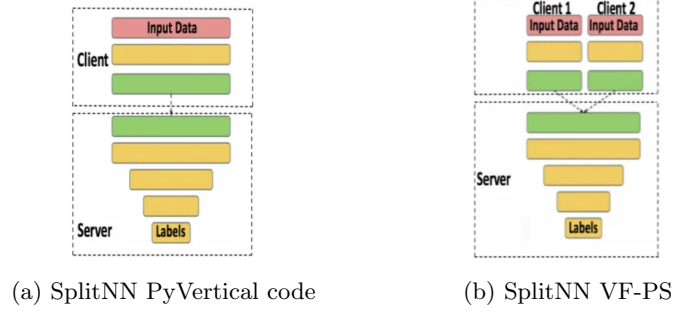 Input Data
Client
Server
Labels
(a) SplitNN PyVertical code
Client 1 Client 2
Input Data Input Data
Server
Labels
(b) SplitNN VF-PS